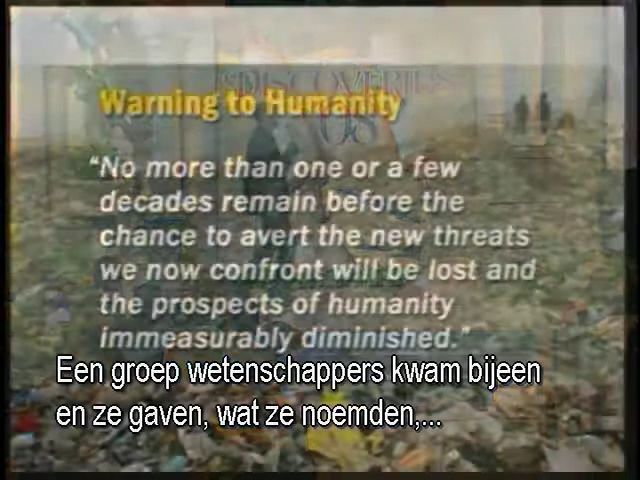 Warning to Humanity
"No more than one or a few
decades remain before the
chance to avert the new threats
we now confront will be lost and
the prospects of humanity
immeasurably diminished."
Een groep wetenschappers kwam bijeen
en ze gaven, wat ze noemden,...